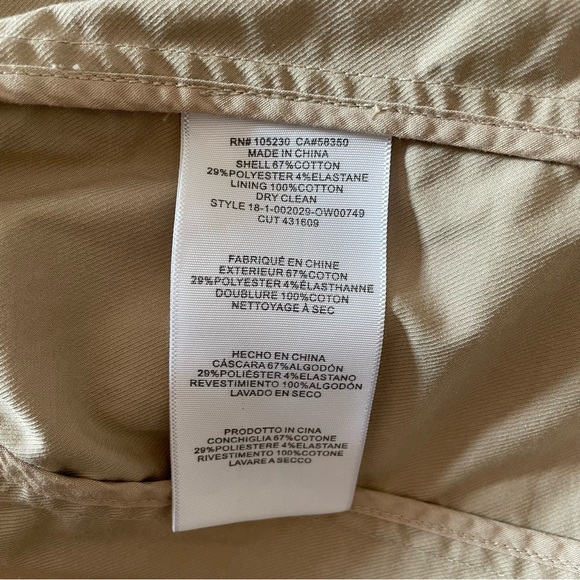 RN# 105230 CA#58350
MADE IN CHINA
SHELL 67%COTTON
29%POLYESTER 4%ELASTANE
LINING 100%COTTON
DRY CLEAN
STYLE 18-1-002029-OW00749
CUT 431609
FABRIQUÉ EN CHINE
EXTERIEUR 67%COTON
29%POLYESTER 4%ÉLASTHANNE
DOUBLURE 100%COTON
NETTOYAGE À SEC
HECHO EN CHINA
CÁSCARA 67%ALGODÓN
29%POLIÉSTER 4%ELASTANO
REVESTIMIENTO 100%ALGODÓN
LAVADO EN SECO
PRODOTTO IN CINA
CONCHIGLIA 67%COTONE
29%POLIESTERE 4%ELASTANE
RIVESTIMENTO 100%COTONE
LAVARE A SECCO